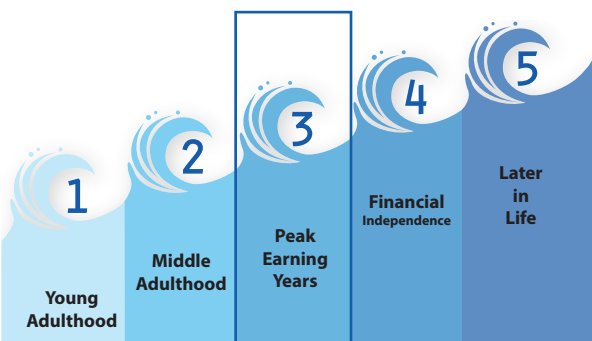 1
Young
Adulthood
2
Middle
Adulthood
3
Peak
Earning
Years
4
Financial
Independence
5
Later
in
Life